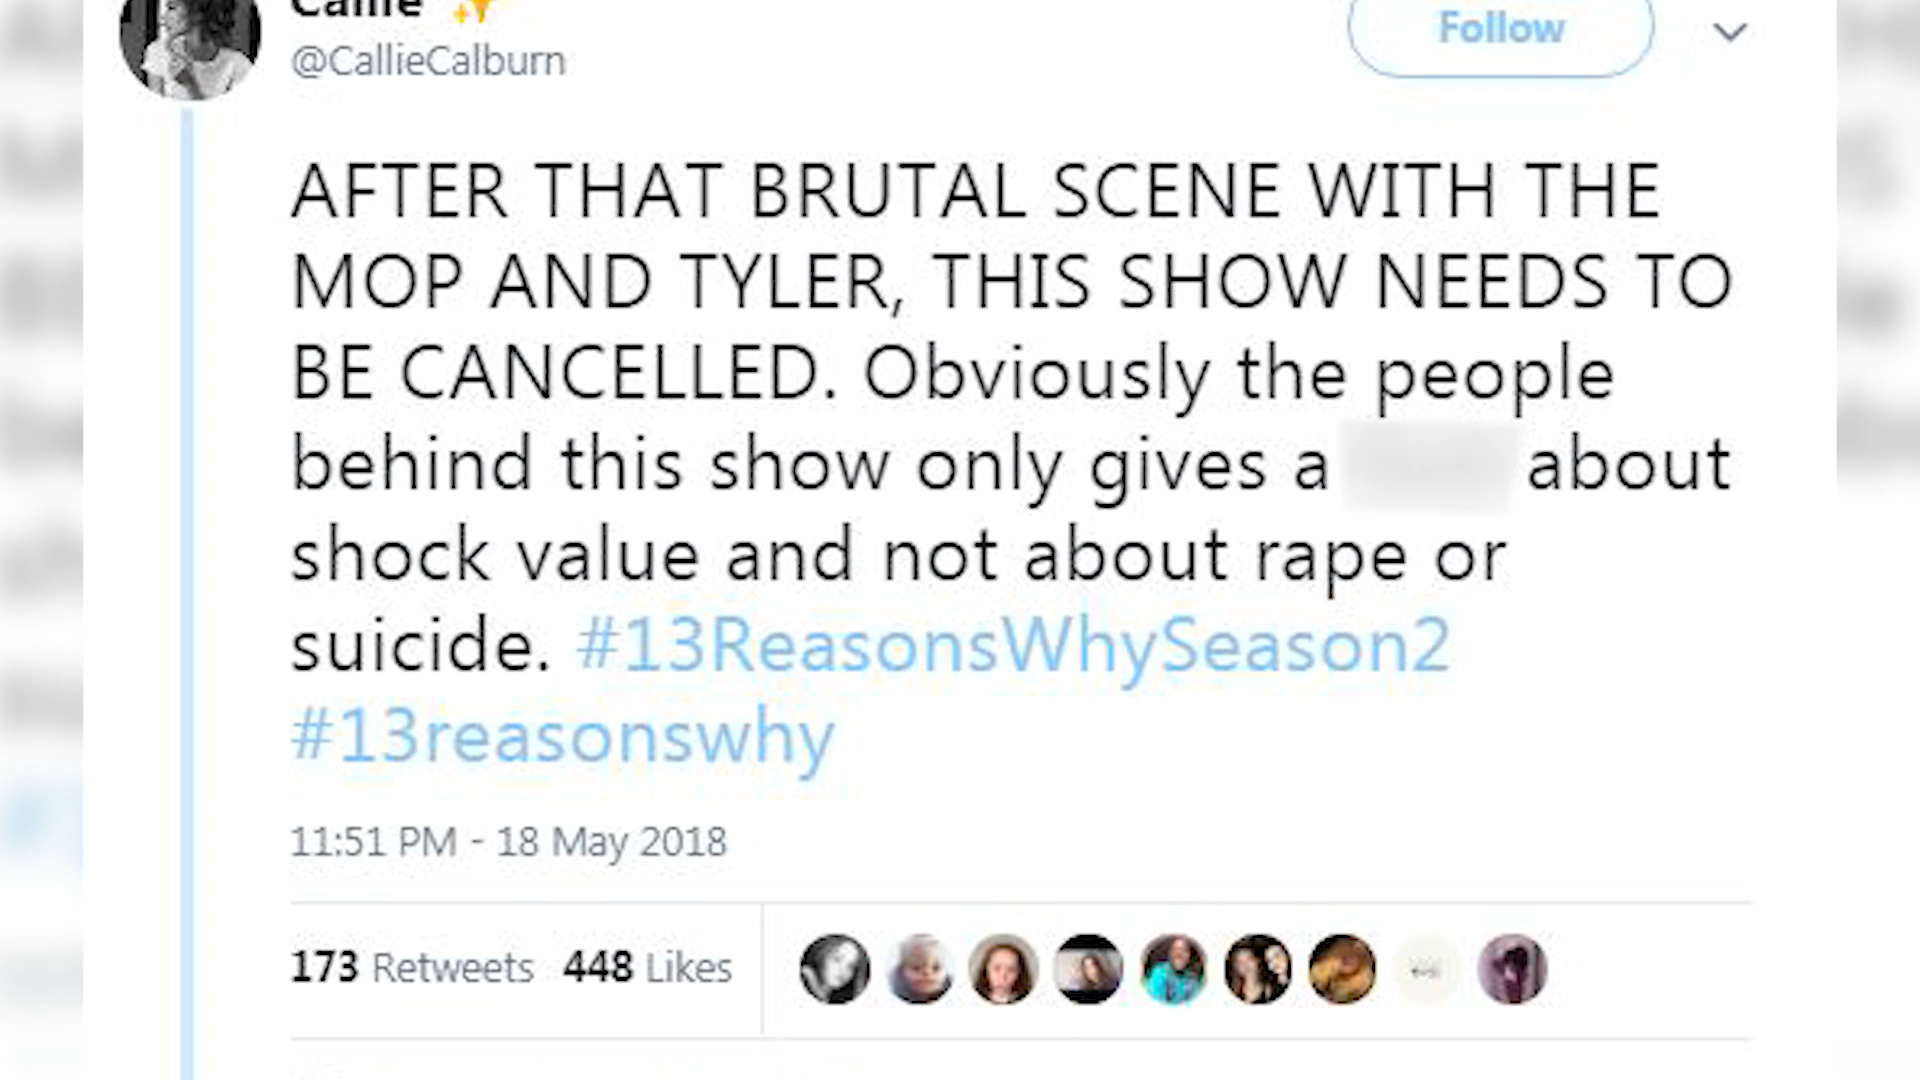 Callie
@CallieCalburn
Follow
AFTER THAT BRUTAL SCENE WITH THE
MOP AND TYLER, THIS SHOW NEEDS TO
BE CANCELLED. Obviously the people
behind this show only gives a about
shock value and not about rape or
suicide. #13ReasonsWhySeason2
#13reasonswhy
11:51 PM - 18 May 2018
173 Retweets 448 Likes